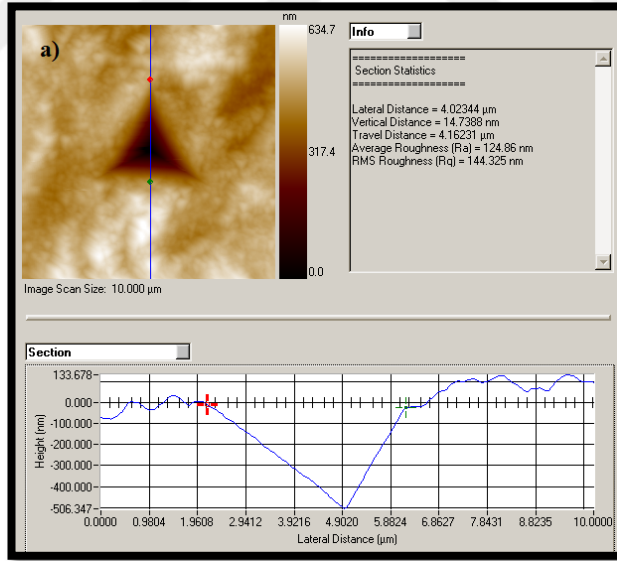 nm
634.7
a)
317.4
0.0
Image Scan Size: 10.000 µm
Info
===================
Section Statistics
===================
Lateral Distance = 4.02344 µm
Vertical Distance = 14.7388 nm
Travel Distance = 4.16231 µm
Average Roughness (Ra) = 124.86 nm
RMS Roughness (Rq) = 144.325 nm
Section
Height (nm)
133.678
0.000
-100.000
-200.000
-300.000
-400.000
-506.347
0.0000 0.9804 1.9608 2.9412 3.9216 4.9020 5.8824 6.8627 7.8431 8.8235 10.0000
Lateral Distance (µm)